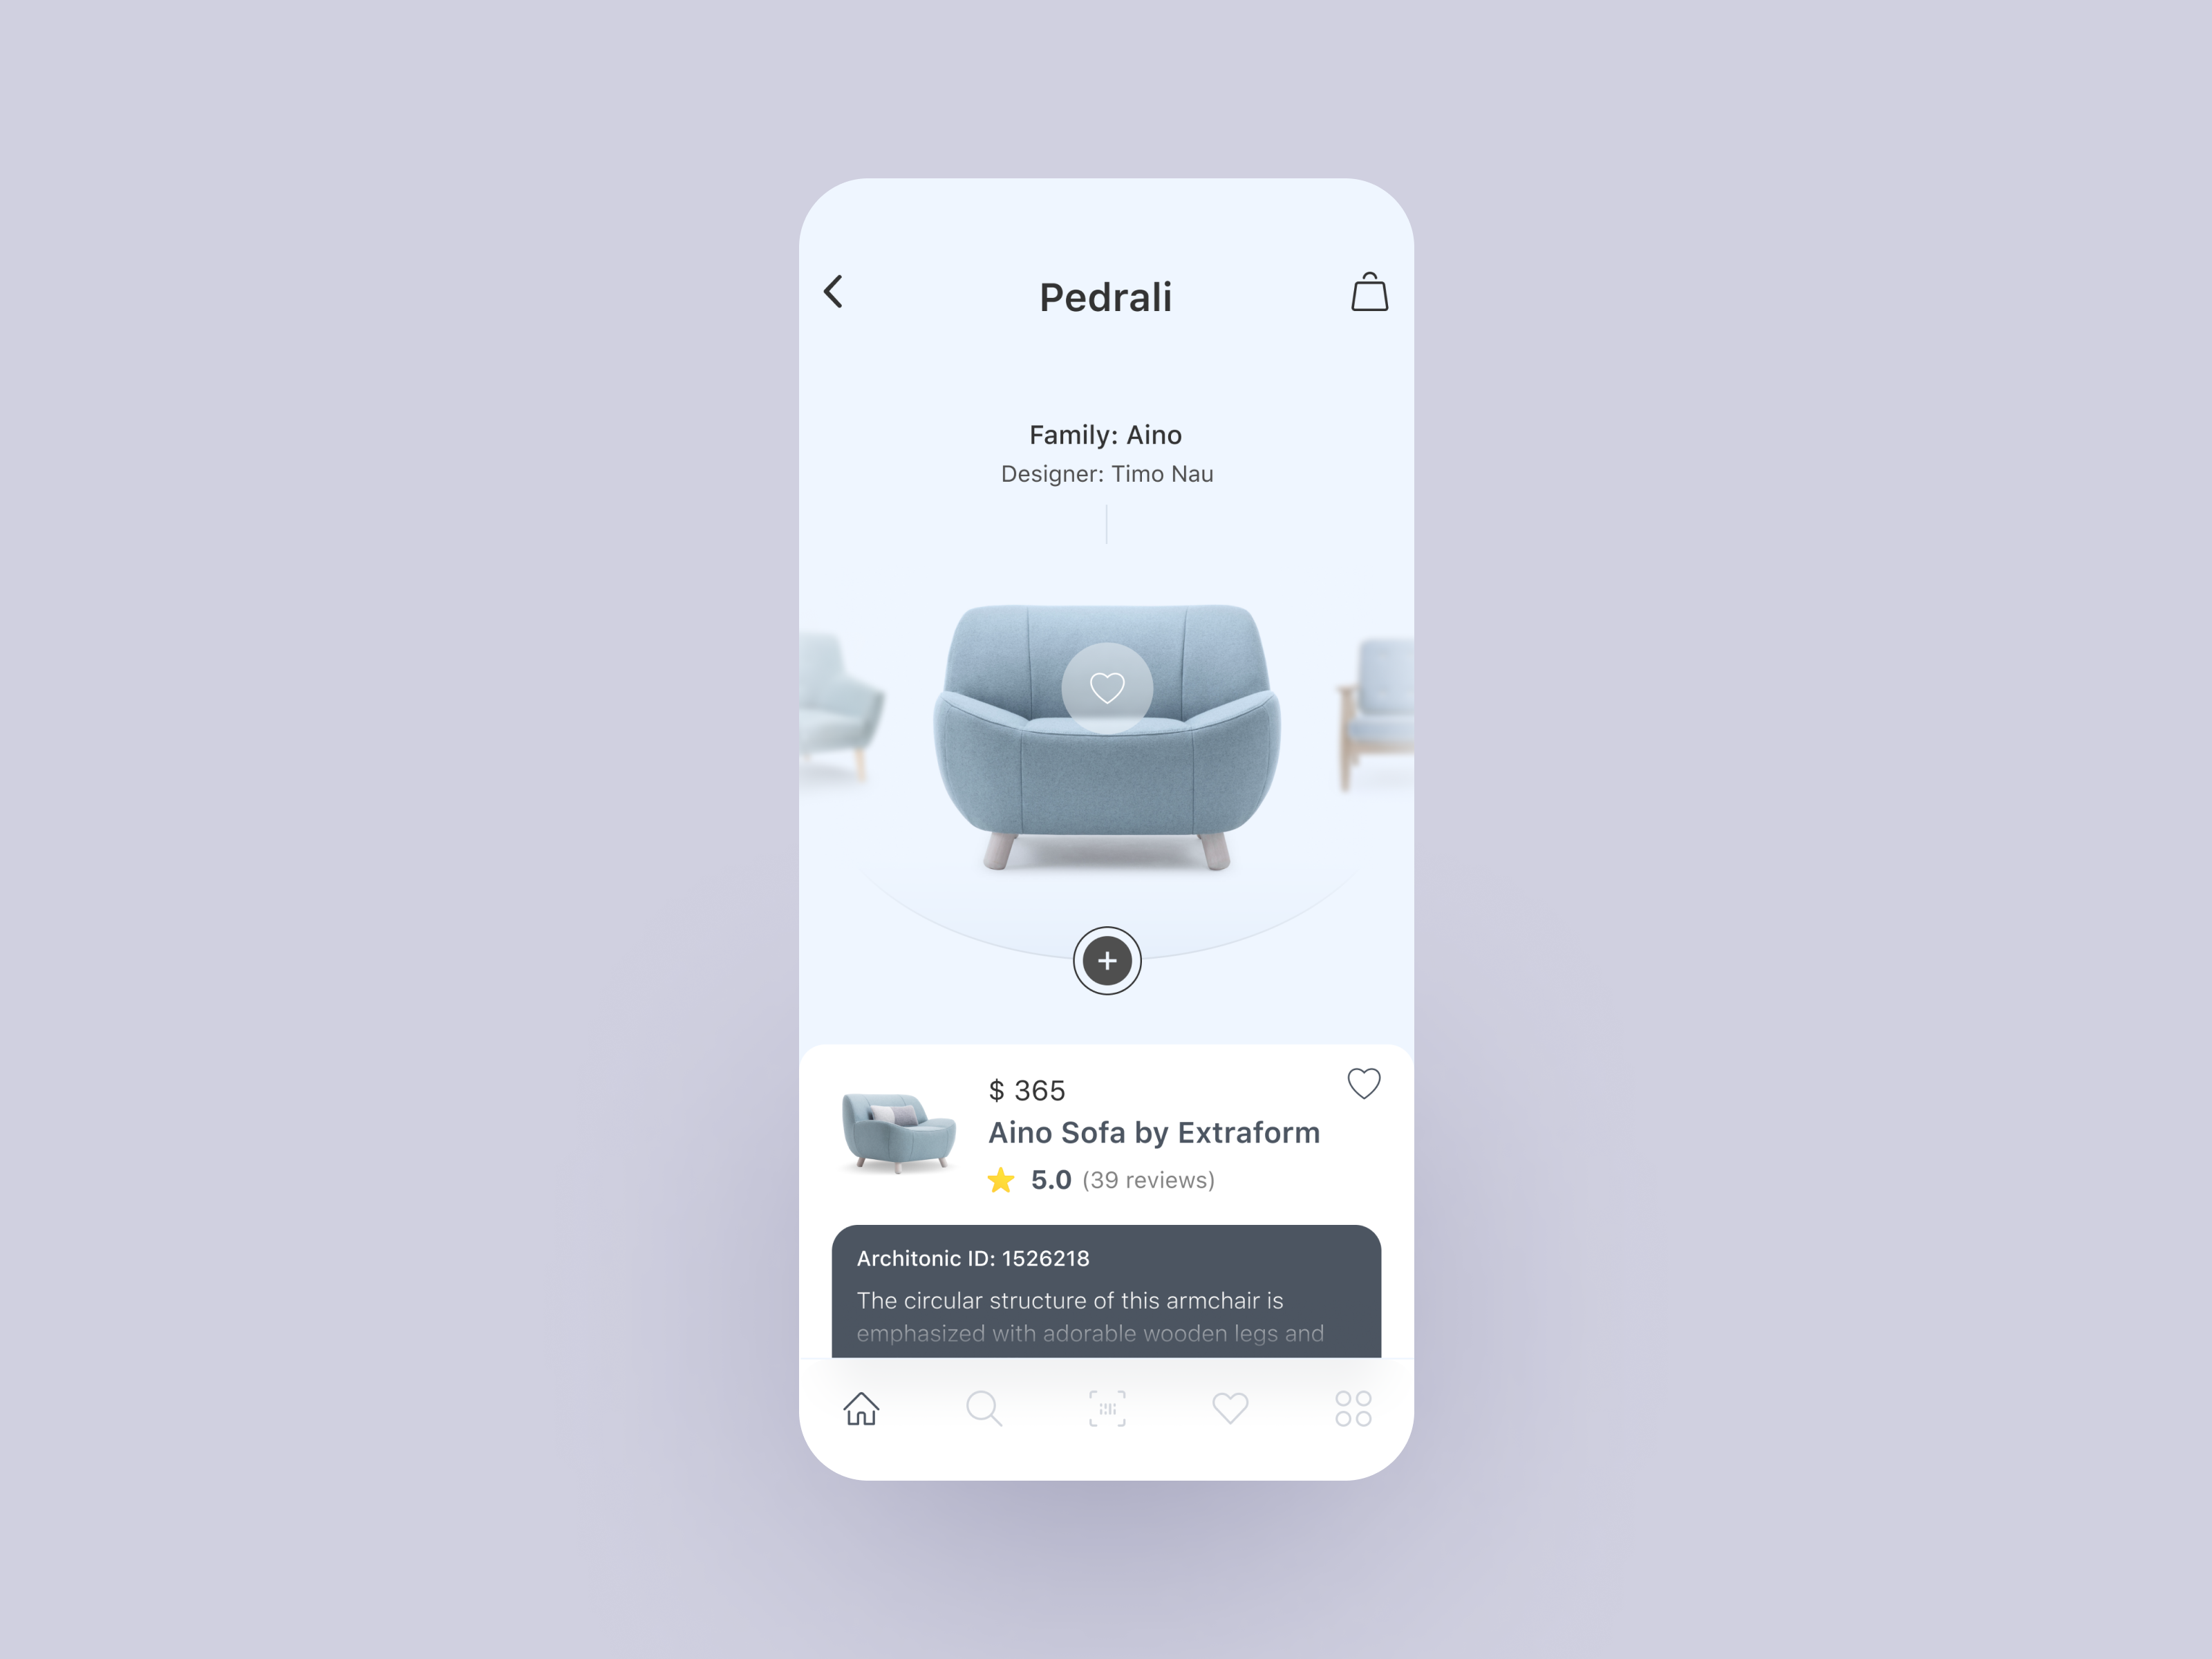 Pedrali
Family: Aino
Designer: Timo Nau
$ 365
Aino Sofa by Extraform
5.0 (39 reviews)
Architonic ID: 1526218
The circular structure of this armchair is
emphasized with adorable wooden legs and